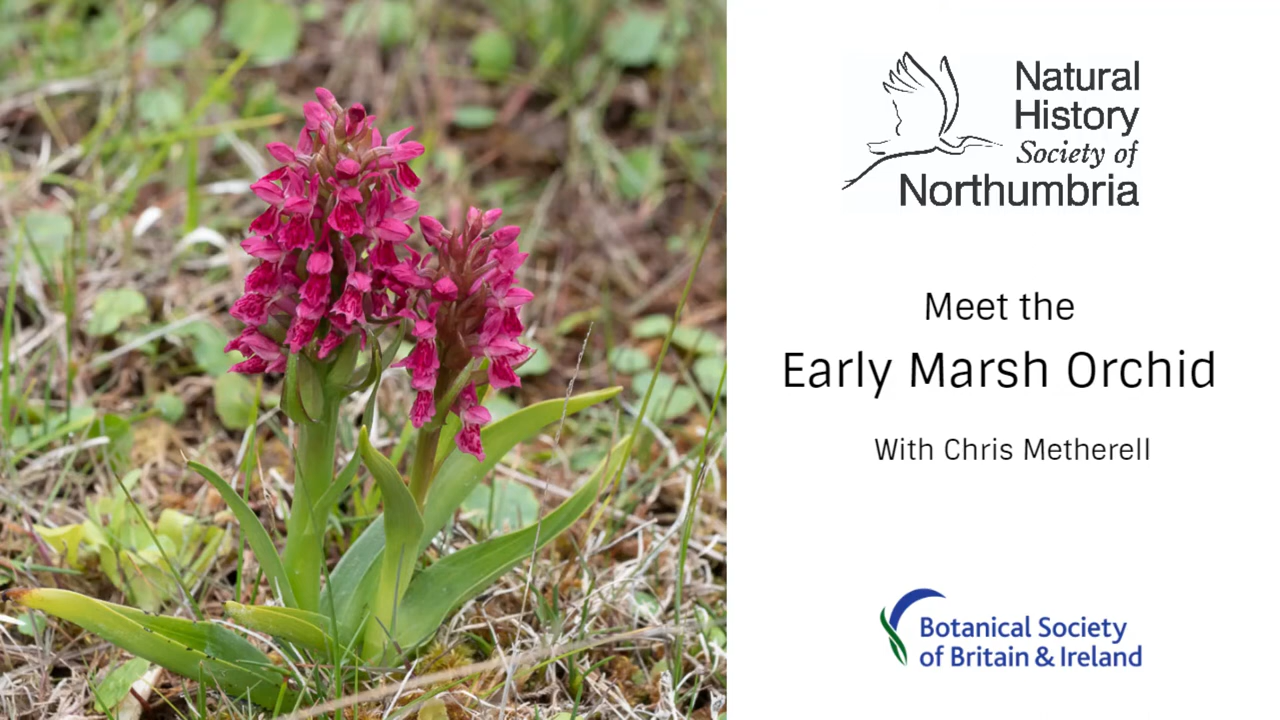 Natural
History
Society of
Northumbria
Meet the
Early Marsh Orchid
With Chris Metherell
Botanical Society
of Britain & Ireland